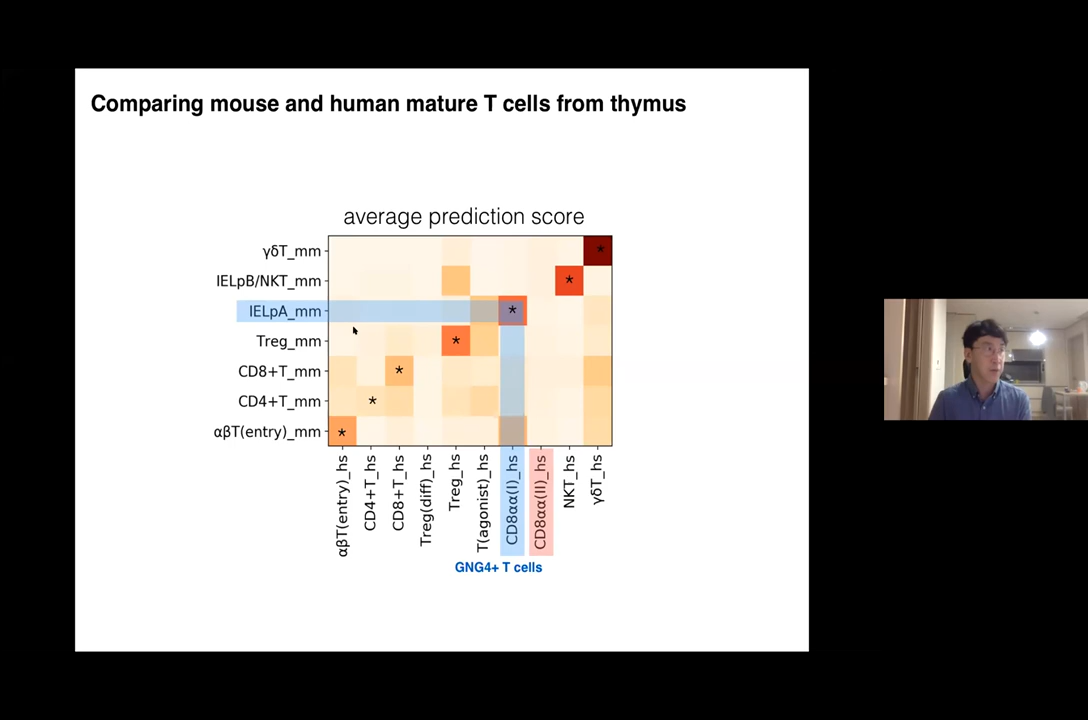 Comparing mouse and human mature T cells from thymus
average prediction score
γδT_mm
IELpB/NKT_mm
IELpA_mm
Treg_mm
CD8+T_mm
CD4+T_mm
αβT(entry)_mm
*
*
*
*
*
*
*
αβT(entry)_hs
CD4+T_hs
CD8+T_hs
Treg(diff)_hs
Treg_hs
T(agonist)_hs
CD8αα(I)_hs
CD8αα(II)_hs
NKT_hs
γδT_hs
GNG4+ T cells